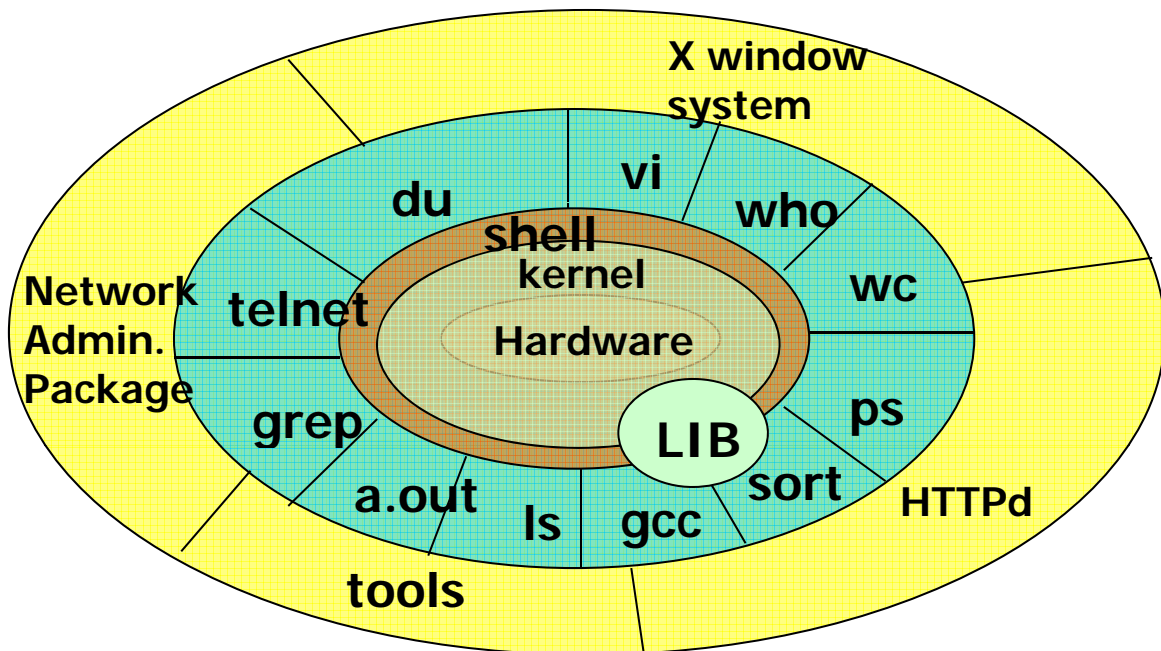 X window
system
vi
du
who
shell
kernel
wc
Network
Admin.
Package
telnet
Hardware
grep
ps
LIB
sort
HTTPd
a.out
ls
gcc
tools